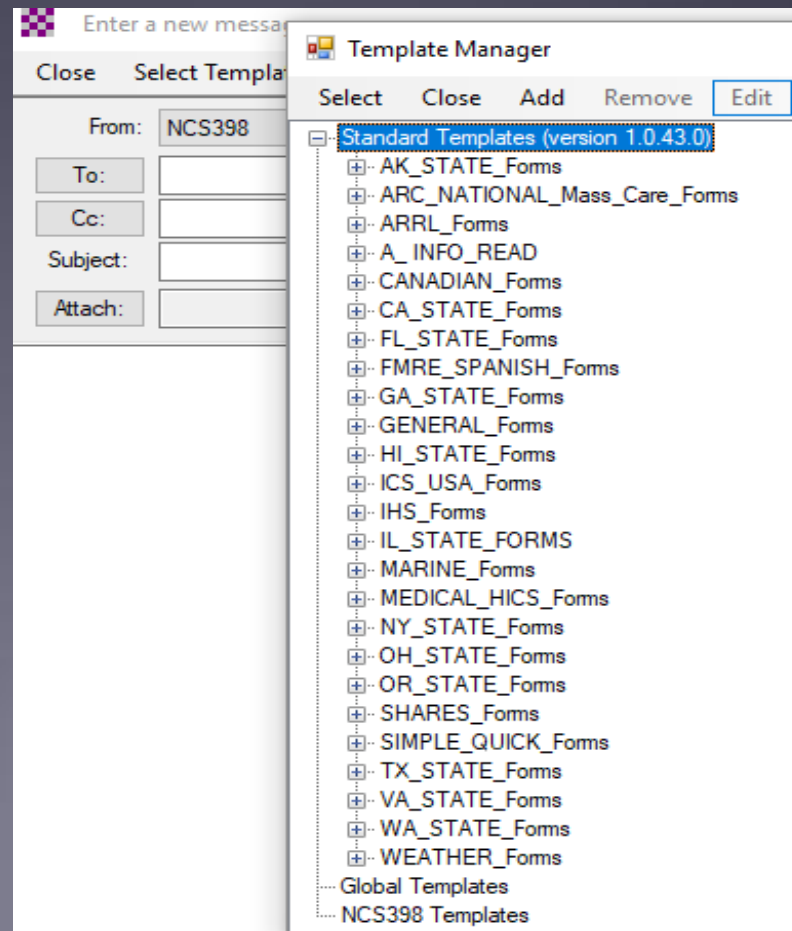 Enter a new messa
Close Select Templa
From: NCS398
To:
Cc:
Subject:
Attach:
Template Manager
Select Close Add Remove Edit
Standard Templates (version 1.0.43.0)
AK_STATE_Forms
ARC_NATIONAL_Mass_Care_Forms
ARRL_Forms
A_ INFO_READ
CANADIAN_Forms
CA_STATE_Forms
FL_STATE_Forms
FMRE_SPANISH_Forms
GA_STATE_Forms
GENERAL_Forms
HI_STATE_Forms
ICS_USA_Forms
IHS_Forms
IL_STATE_FORMS
MARINE_Forms
MEDICAL_HICS_Forms
NY_STATE_Forms
OH_STATE_Forms
OR_STATE_Forms
SHARES_Forms
SIMPLE_QUICK_Forms
TX_STATE_Forms
VA_STATE_Forms
WA_STATE_Forms
WEATHER_Forms
Global Templates
NCS398 Templates